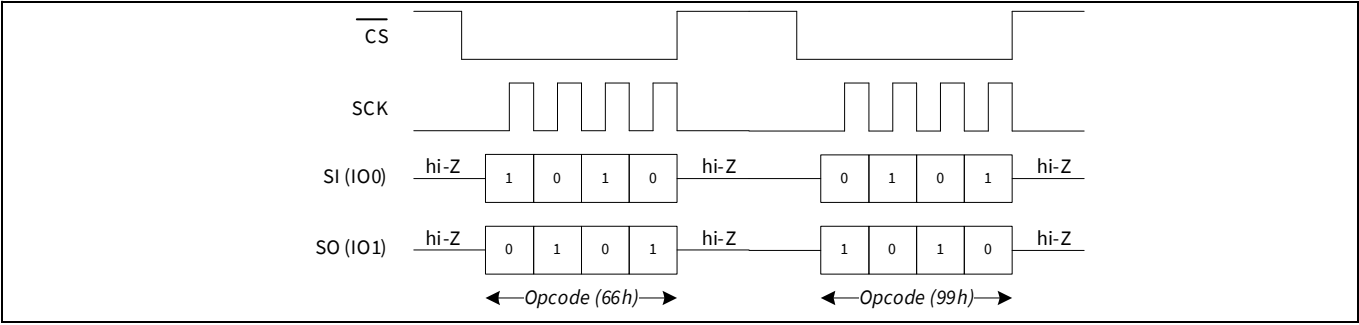 CS
SCK
SI (IO0) hi-Z 1 0 1 0 hi-Z 0 1 0 1 hi-Z
SO (IO1) hi-Z 0 1 0 1 hi-Z 1 0 1 0 hi-Z
Opcode (66h) Opcode (99h)